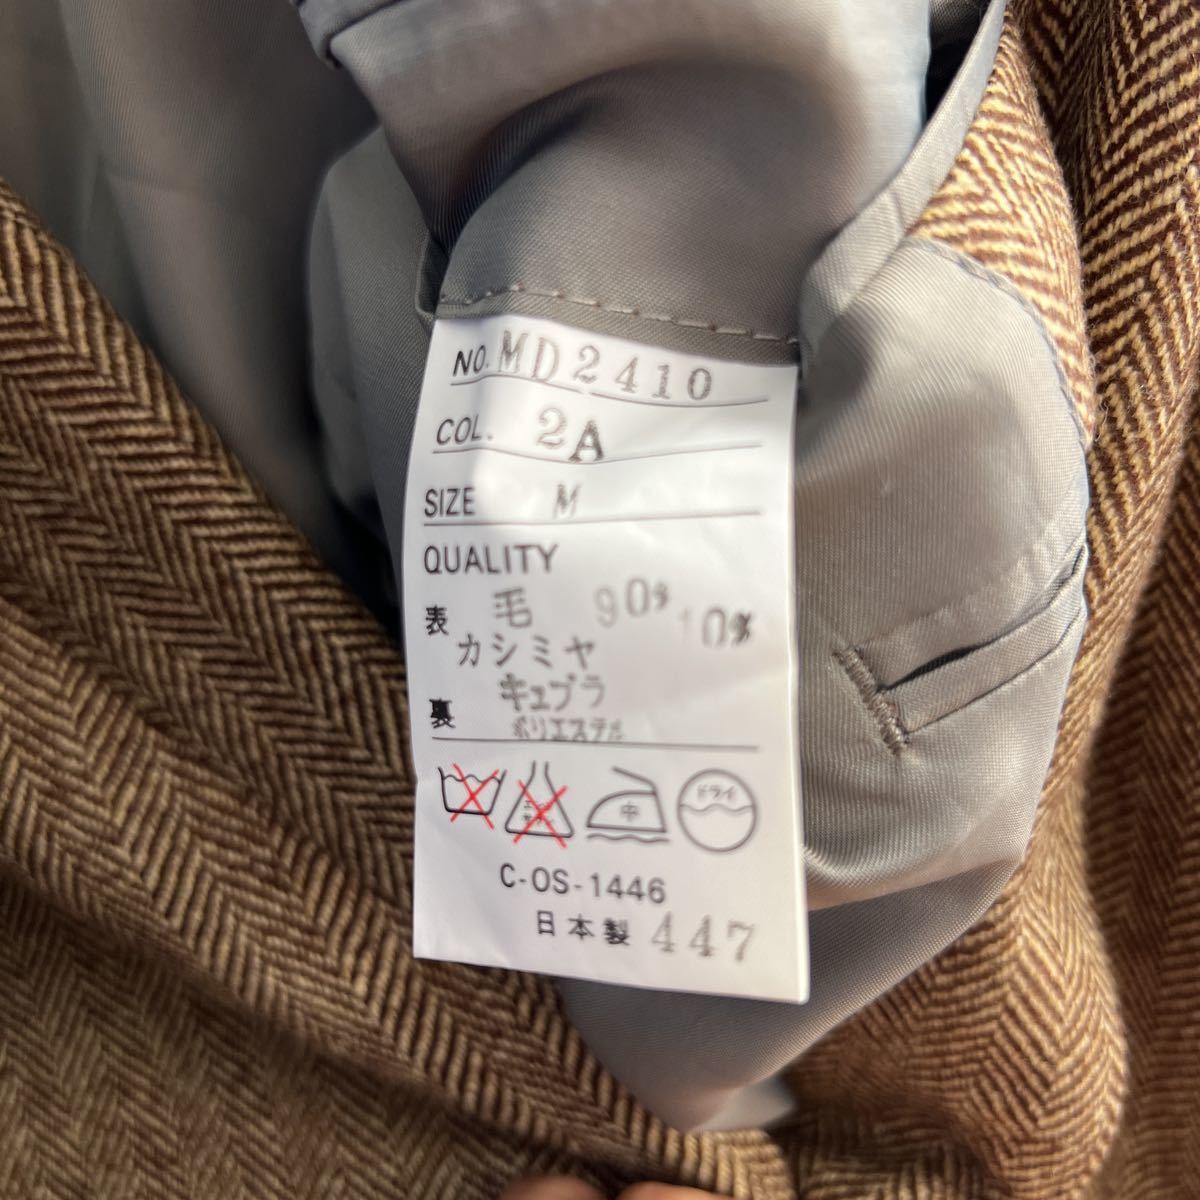 NO. MD2410
COL. 2A
SIZE M
QUALITY
表 毛 90%
カシミヤ 10%
裏 キュプラ
ポリエステル
中 ドライ
C-OS-1446
日本製 447